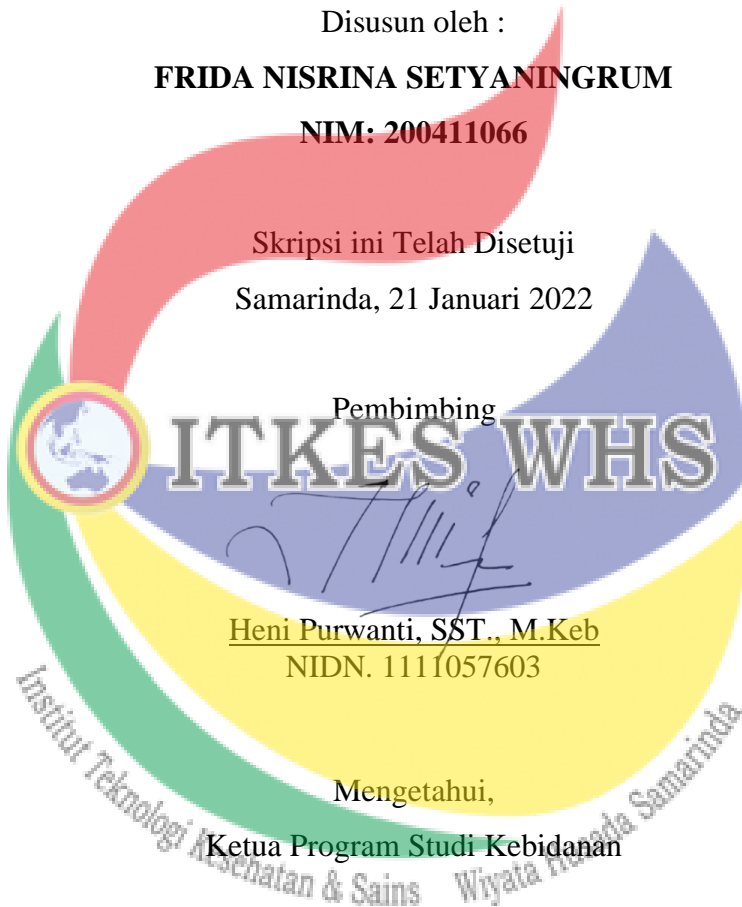 Disusun oleh :
FRIDA NISRINA SETYANINGRUM
NIM: 200411066
Skripsi ini Telah Disetuji
Samarinda, 21 Januari 2022
Pembimbing
ITKES WHS
Heni Purwanti, SST., M.Keb
NIDN. 1111057603
Mengetahui,
Ketua Program Studi Kebidanan
Institut Teknologi Kesehatan & Sains Wiyata Husada Samarinda